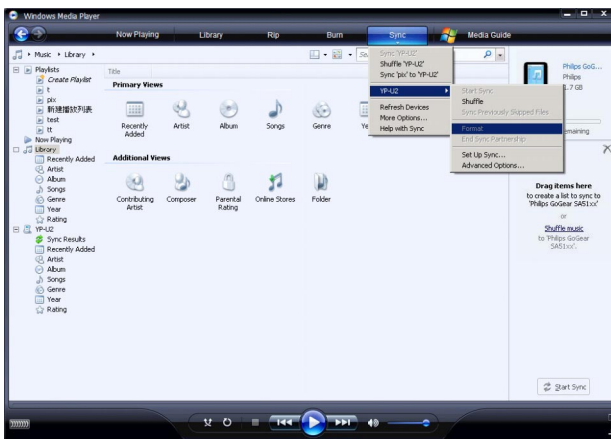 Windows Media Player
Now Playing
Library
Rip
Burn
Sync
Media Guide
Music Library
Playlists
Create Playlist
t
pix
新建播放列表
test
tt
Now Playing
Library
Recently Added
Artist
Album
Songs
Genre
Year
Rating
YP-U2
Sync Results
Recently Added
Artist
Album
Songs
Genre
Year
Rating
Title
Primary Views
Recently Added
Artist
Album
Songs
Genre
Additional Views
Contributing Artist
Composer
Parental Rating
Online Stores
Folder
Sync 'YP-U2'
Shuffle 'YP-U2'
Sync 'pix' to 'YP-U2'
YP-U2
Refresh Devices
More Options...
Help with Sync
Start Sync
Shuffle
Sync Previously Skipped Files
Format
End Sync Partnership
Set Up Sync...
Advanced Options...
Philips GoG...
Philips
Drag items here
to create a list to sync to
'Philips GoGear SA51xx'
or
Shuffle music
to 'Philips GoGear
SA51xx'.
Start Sync